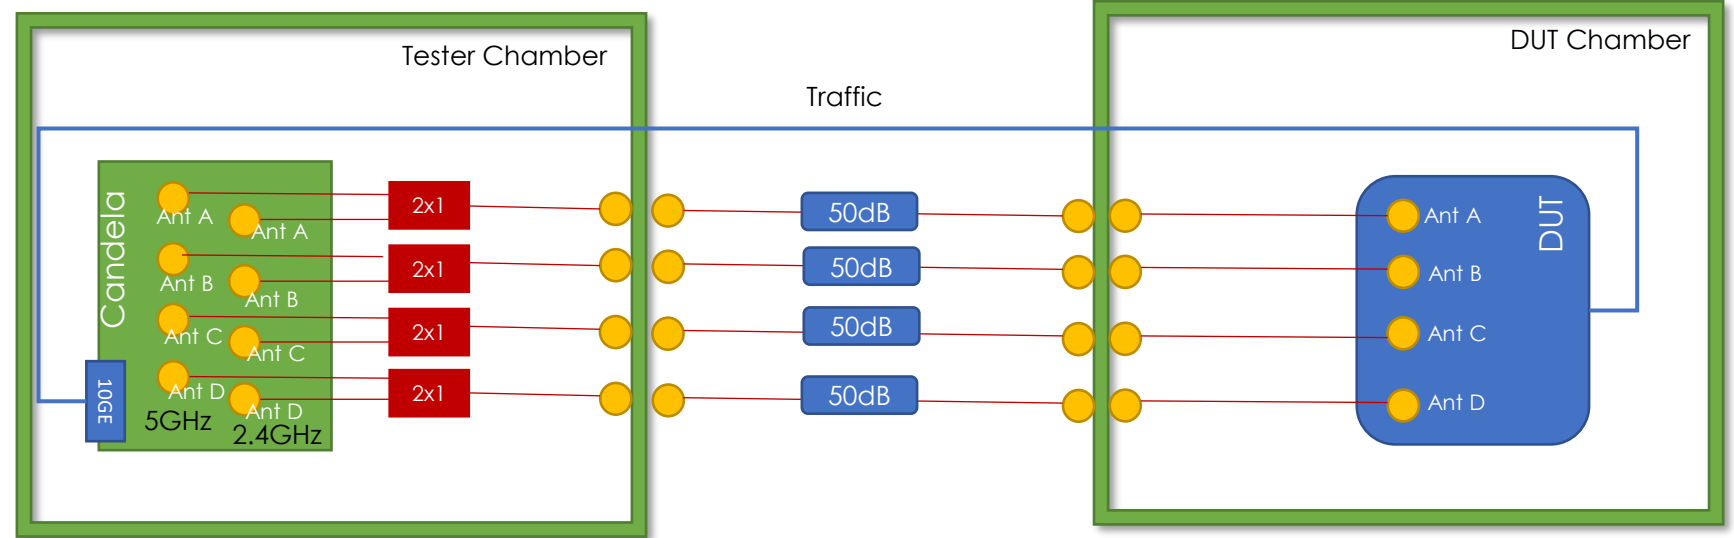 Tester Chamber
DUT Chamber
Traffic
Candela
Ant A
Ant A
2x1
50dB
Ant A
DUT
Ant B
Ant B
2x1
50dB
Ant B
Ant C
Ant C
2x1
50dB
Ant C
Ant D
Ant D
2x1
50dB
Ant D
10GE
5GHz
2.4GHz